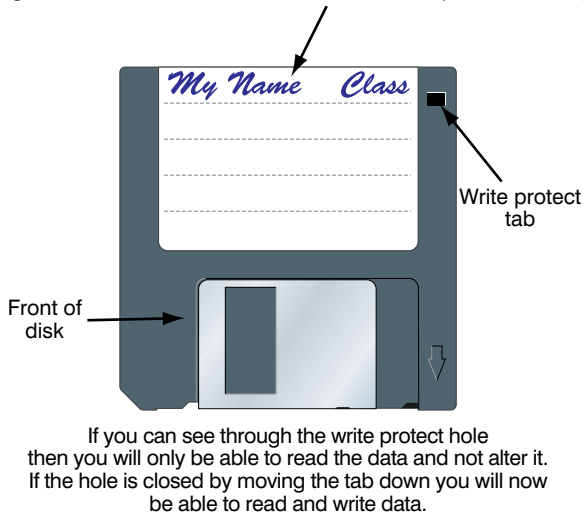 My Name Class
Write protect
tab
Front of
disk
If you can see through the write protect hole
then you will only be able to read the data and not alter it.
If the hole is closed by moving the tab down you will now
be able to read and write data.